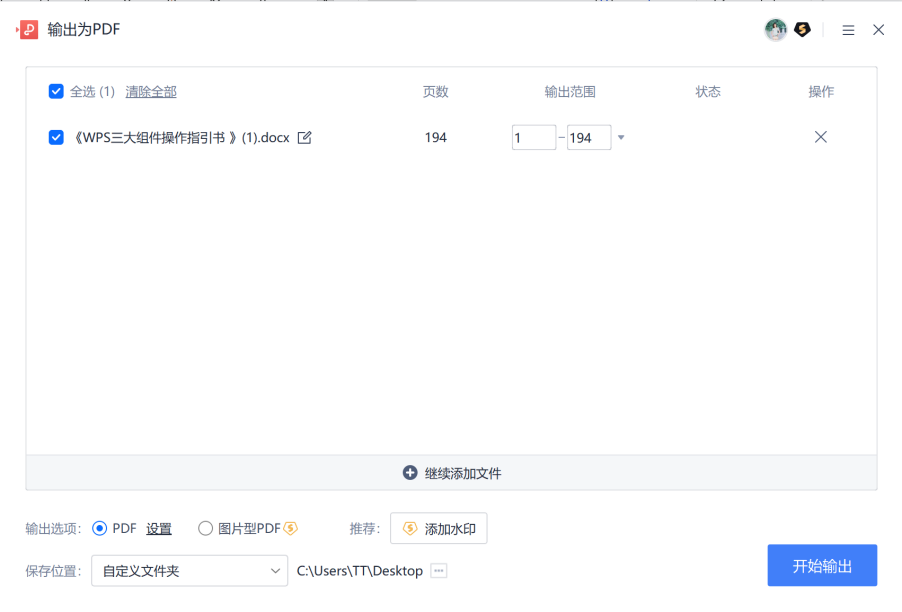 输出为PDF
全选 (1) 清除全部 页数 输出范围 状态 操作
《WPS三大组件操作指引书 》(1).docx 194 1 - 194
继续添加文件
输出选项: PDF 设置 图片型PDF 推荐: 添加水印
保存位置: 自定义文件夹 C:\Users\TT\Desktop ...
开始输出